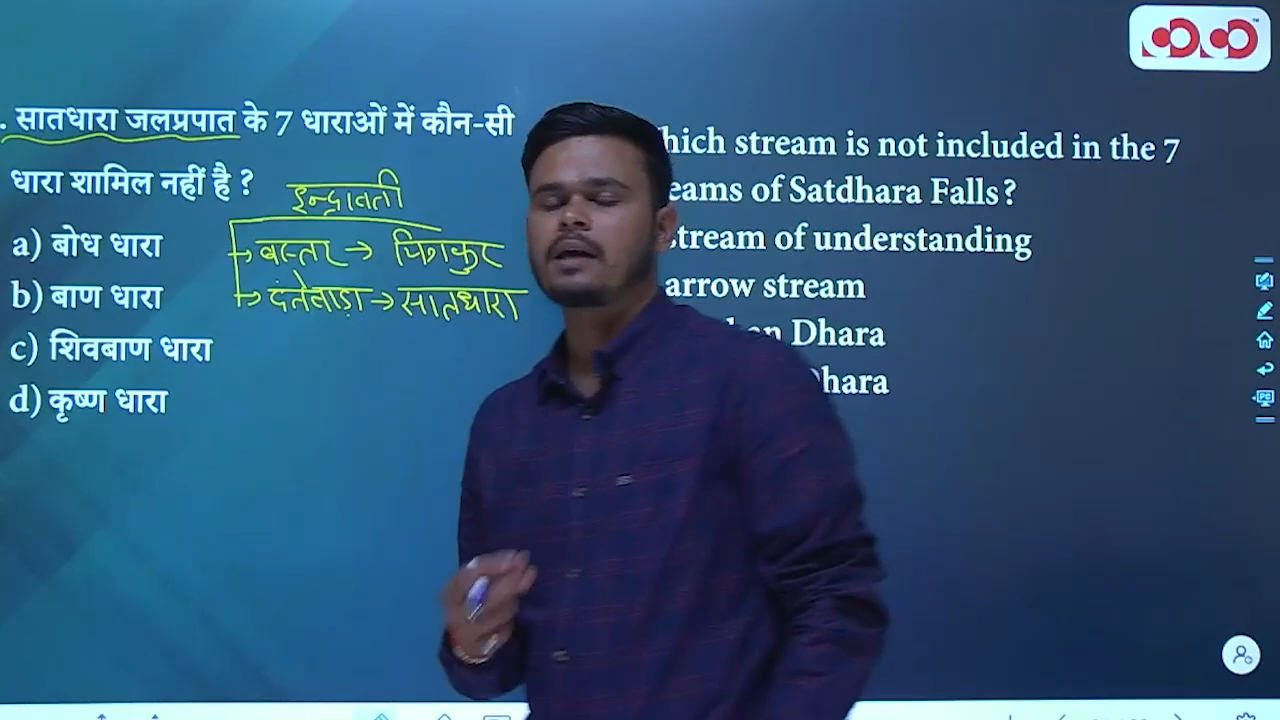 . सातधारा जलप्रपात के 7 धाराओं में कौन-सी
धारा शामिल नहीं है ?
a) बोध धारा
b) बाण धारा
c) शिवबाण धारा
d) कृष्ण धारा
इन्द्रावती
बस्तर → चित्रकुट
दंतेवाड़ा → सातधारा
hich stream is not included in the 7
eams of Satdhara Falls?
stream of understanding
arrow stream
Dhara
Dhara